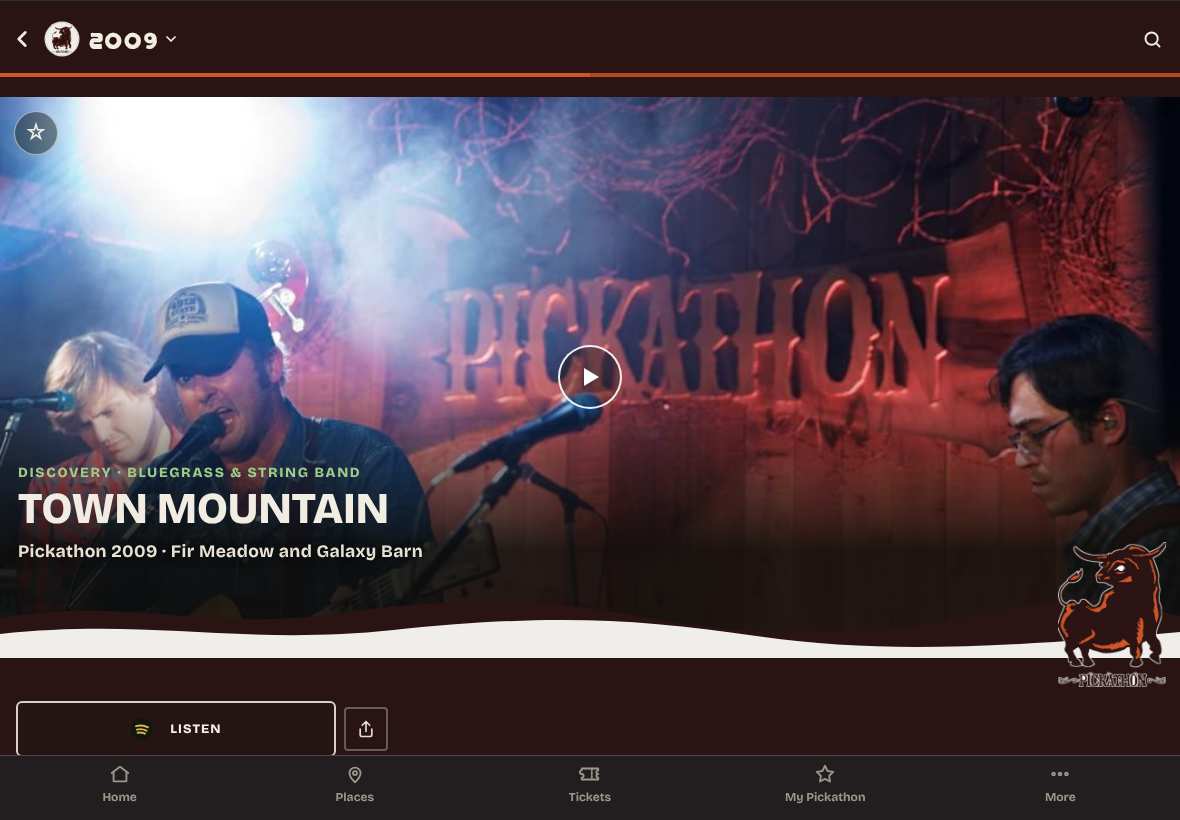 2009
PICKATHON
DISCOVERY · BLUEGRASS & STRING BAND
TOWN MOUNTAIN
Pickathon 2009 · Fir Meadow and Galaxy Barn
PICKATHON
LISTEN
Home
Places
Tickets
My Pickathon
More